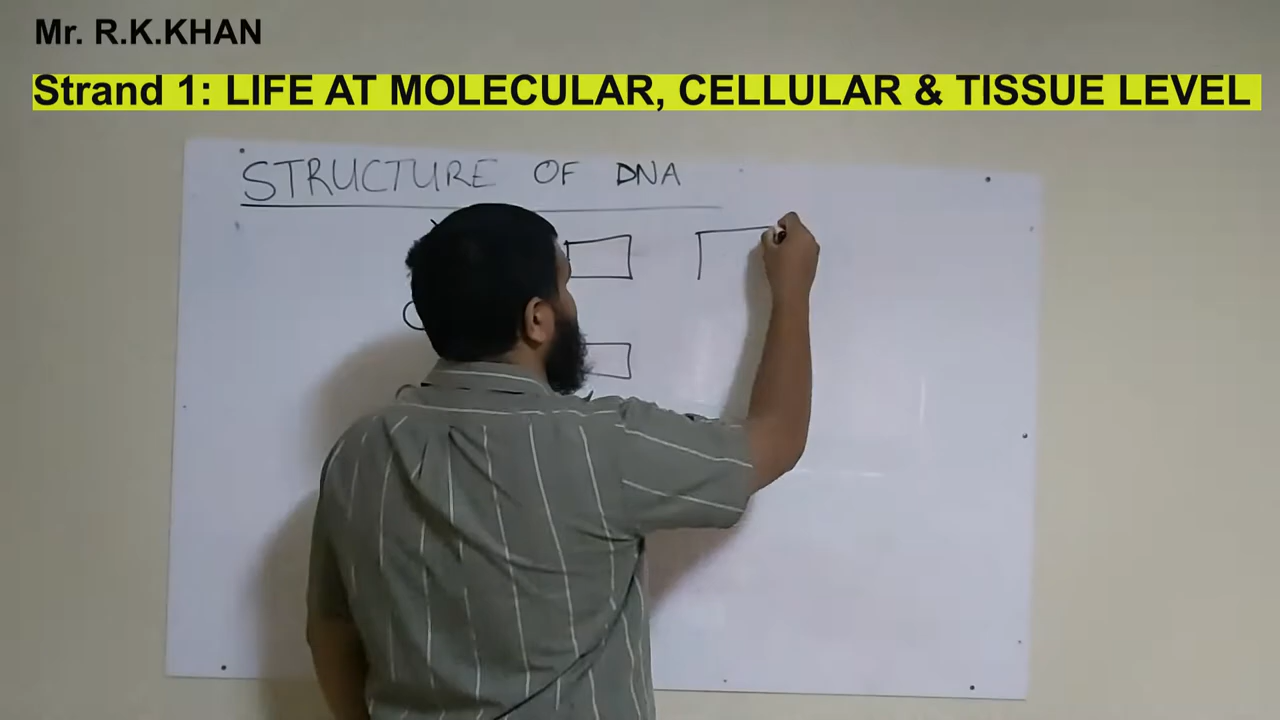 Mr. R.K.KHAN
Strand 1: LIFE AT MOLECULAR, CELLULAR & TISSUE LEVEL
STRUCTURE OF DNA